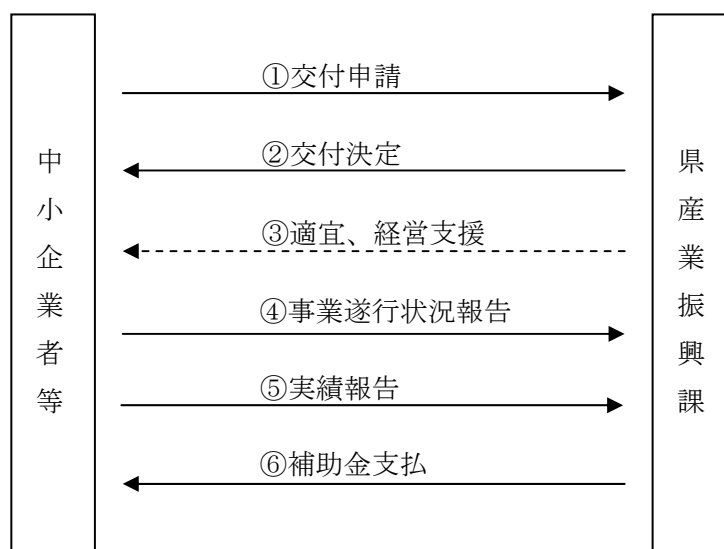 中小企業者等
①交付申請
②交付決定
③適宜、経営支援
④事業遂行状況報告
⑤実績報告
⑥補助金支払
県産業振興課